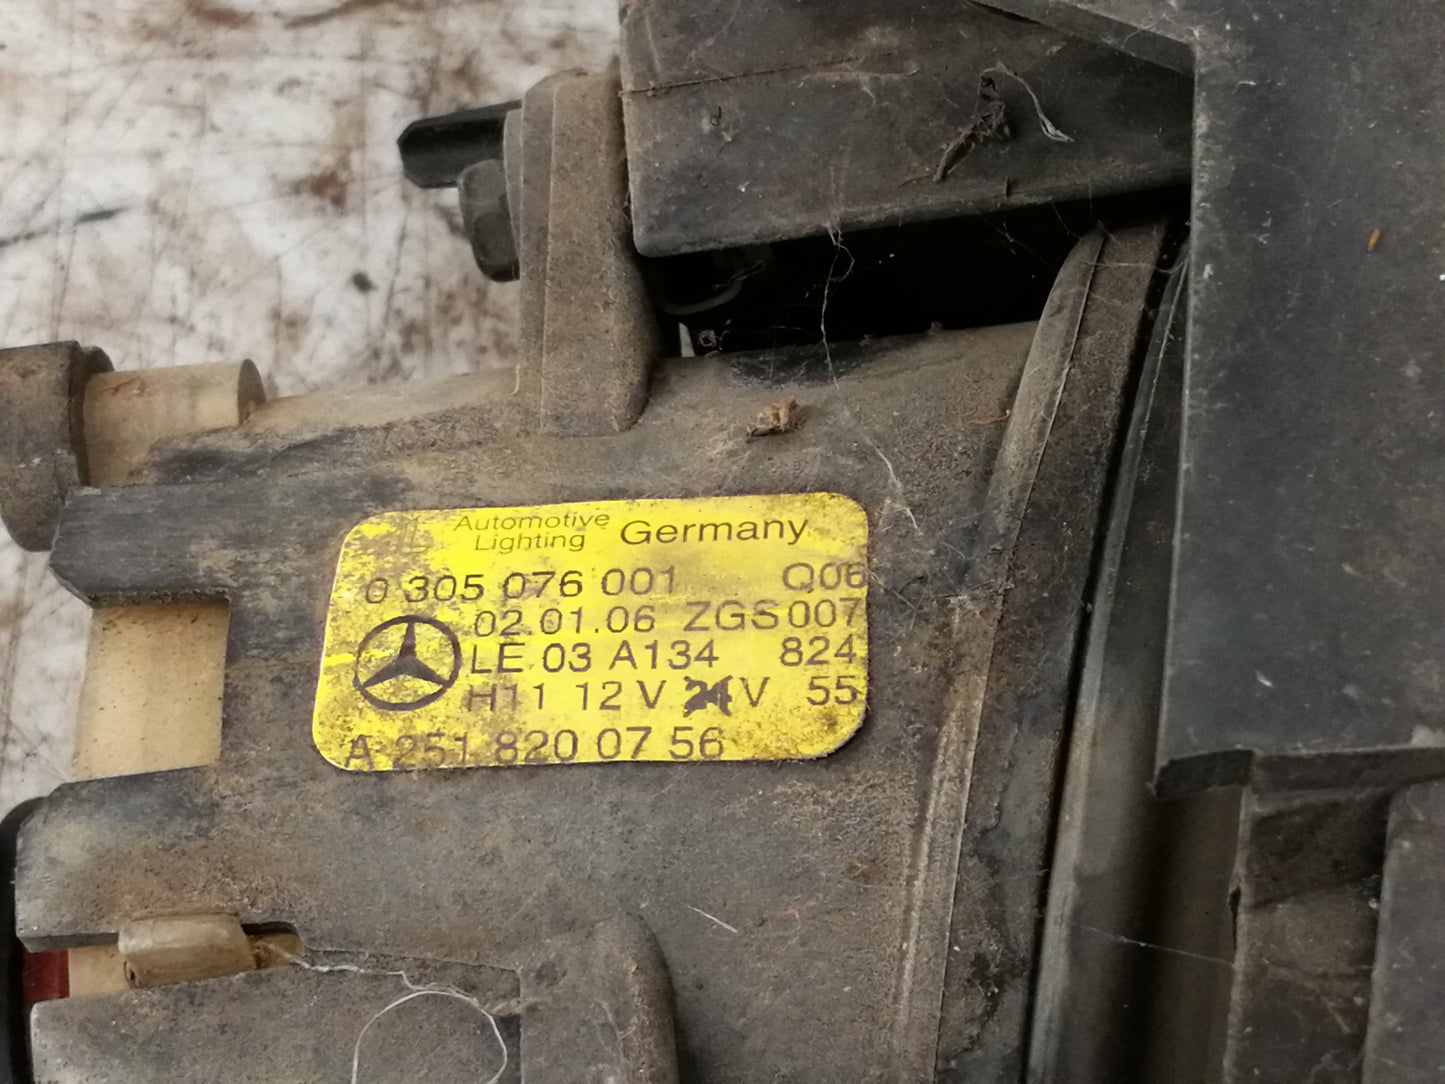 AL Automotive Lighting Germany
0 305 076 001 Q06
02.01.06 ZGS 007
LE 03 A134 824
H11 12 V 24 V 55
A 251 820 07 56